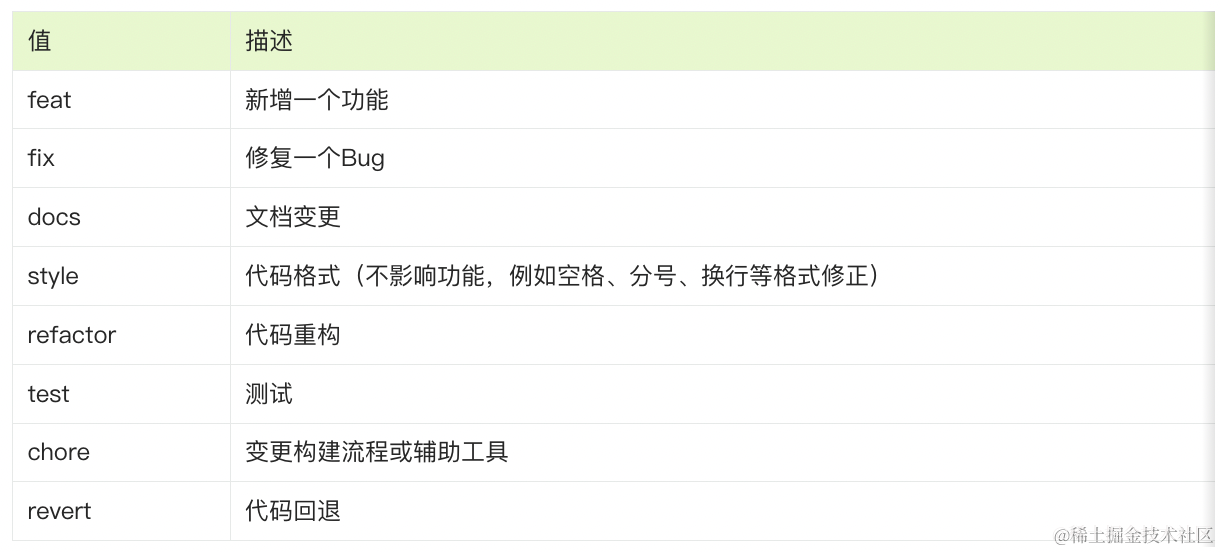 值 描述
feat 新增一个功能
fix 修复一个Bug
docs 文档变更
style 代码格式（不影响功能，例如空格、分号、换行等格式修正）
refactor 代码重构
test 测试
chore 变更构建流程或辅助工具
revert 代码回退
@稀土掘金技术社区